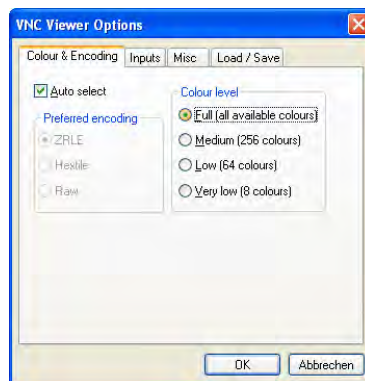 VNC Viewer Options
Colour & Encoding Inputs Misc Load / Save
Auto select
Preferred encoding
ZRLE
Hextile
Raw
Colour level
Full (all available colours)
Medium (256 colours)
Low (64 colours)
Very low (8 colours)
OK Abbrechen